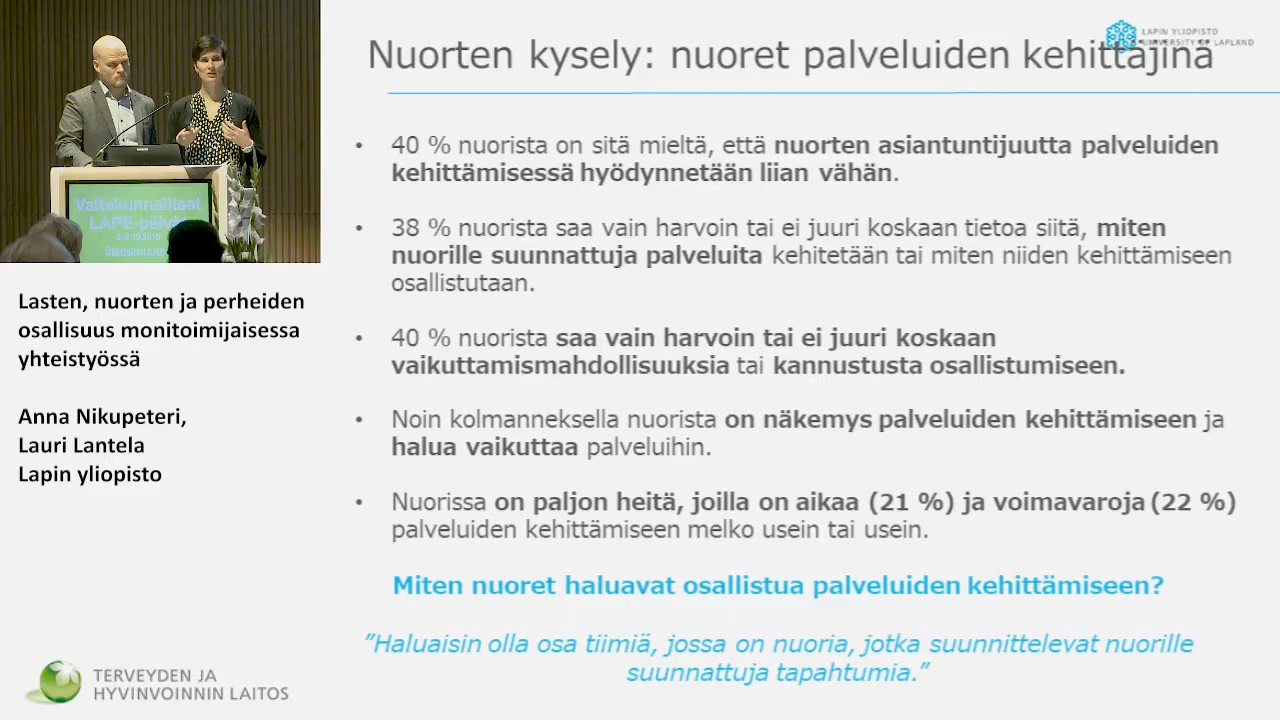 Nuorten kysely: nuoret palveluiden kehittäjinä
LAPIN YLIOPISTO
UNIVERSITY OF LAPLAND
• 40 % nuorista on sitä mieltä, että nuorten asiantuntijuutta palveluiden
kehittämisessä hyödynnetään liian vähän.
• 38 % nuorista saa vain harvoin tai ei juuri koskaan tietoa siitä, miten
nuorille suunnattuja palveluita kehitetään tai miten niiden kehittämiseen
osallistutaan.
• 40 % nuorista saa vain harvoin tai ei juuri koskaan
vaikuttamismahdollisuuksia tai kannustusta osallistumiseen.
• Noin kolmanneksella nuorista on näkemys palveluiden kehittämiseen ja
halua vaikuttaa palveluihin.
• Nuorissa on paljon heitä, joilla on aikaa (21 %) ja voimavaroja (22 %)
palveluiden kehittämiseen melko usein tai usein.
Miten nuoret haluavat osallistua palveluiden kehittämiseen?
”Haluaisin olla osa tiimiä, jossa on nuoria, jotka suunnittelevat nuorille
suunnattuja tapahtumia.”
Valtakunnalliset
LAPE-päivät
Lasten, nuorten ja perheiden
osallisuus monitoimijaisessa
yhteistyössä
Anna Nikupeteri,
Lauri Lantela
Lapin yliopisto
TERVEYDEN JA
HYVINVOINNIN LAITOS